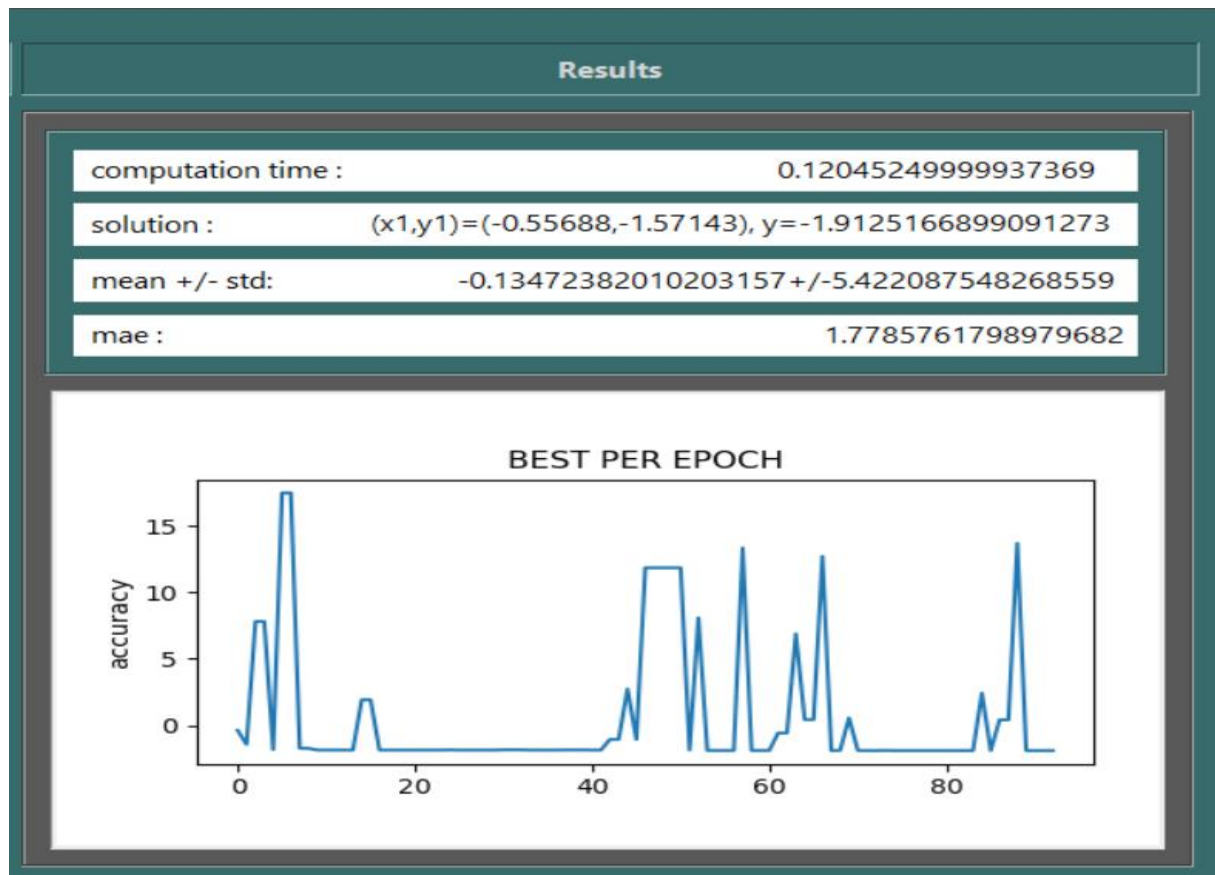 Results
computation time : 0.12045249999937369
solution : (x1,y1)=(-0.55688,-1.57143), y=-1.9125166899091273
mean +/- std: -0.13472382010203157+/-5.422087548268559
mae : 1.7785761798979682
BEST PER EPOCH
accuracy
15
10
5
0
0 20 40 60 80